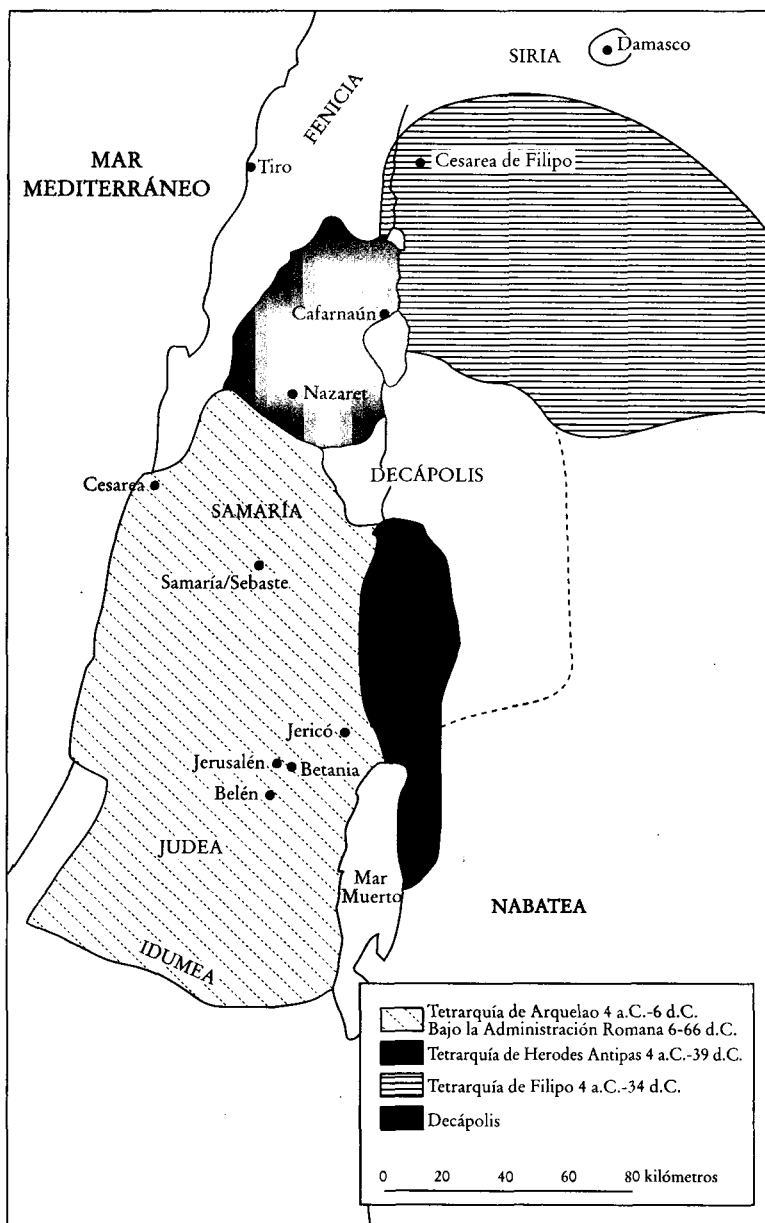 SIRIA
Damasco
FENICIA
MAR
MEDITERRÁNEO
Tiro
Cesarea de Filipo
Cafarnaún
Nazaret
DECÁPOLIS
Cesarea
SAMARÍA
Samaría/Sebaste
Jericó
Jerusalén
Betania
Belén
JUDEA
Mar
Muerto
NABATEA
IDUMEA
Tetrarquía de Arquelao 4 a.C.-6 d.C.
Bajo la Administración Romana 6-66 d.C.
Tetrarquía de Herodes Antipas 4 a.C.-39 d.C.
Tetrarquía de Filipo 4 a.C.-34 d.C.
Decápolis
0 20 40 60 80 kilómetros